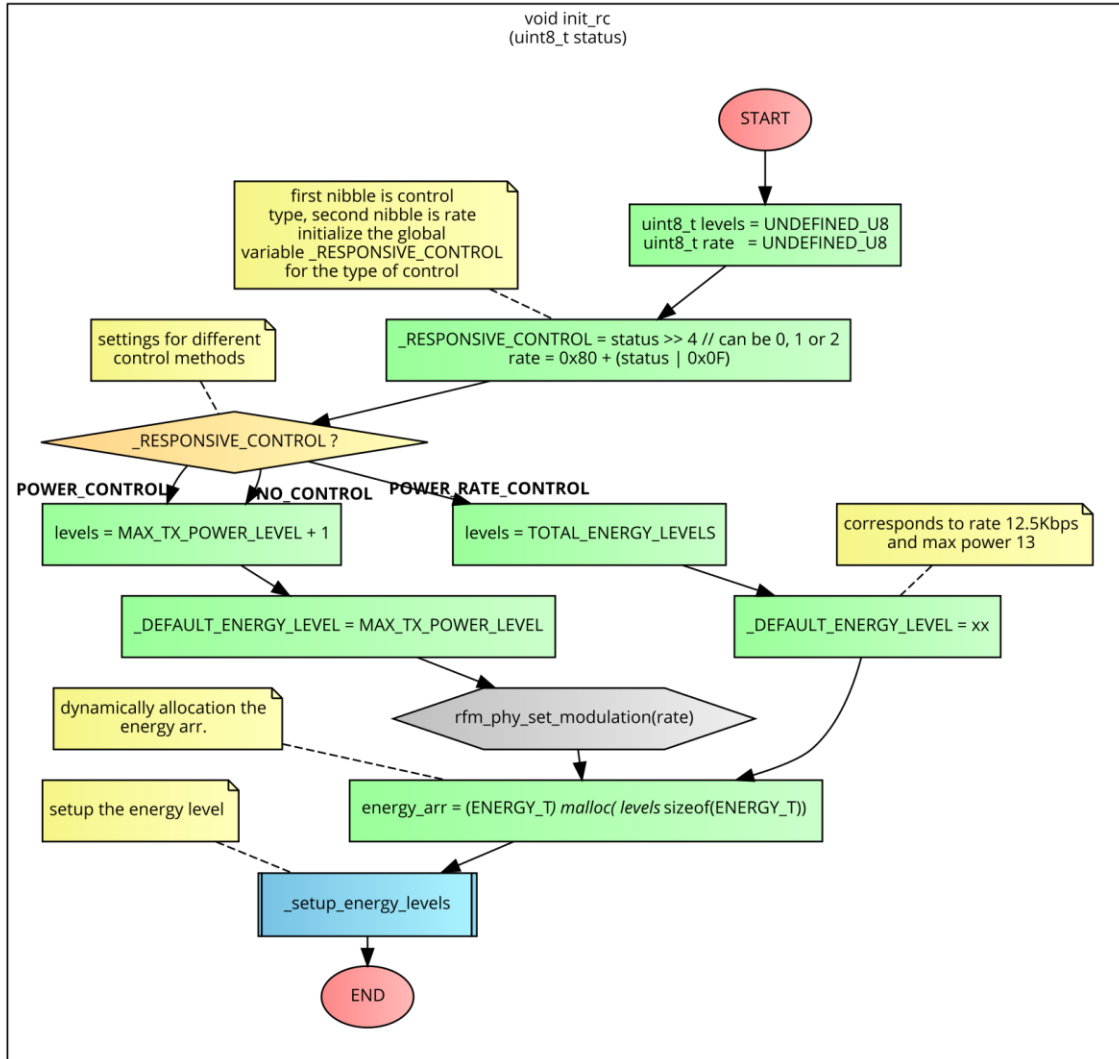 void init_rc
(uint8_t status)
START
first nibble is control
type, second nibble is rate
initialize the global
variable _RESPONSIVE_CONTROL
for the type of control
uint8_t levels = UNDEFINED_U8
uint8_t rate   = UNDEFINED_U8
settings for different
control methods
_RESPONSIVE_CONTROL = status >> 4 // can be 0, 1 or 2
rate = 0x80 + (status | 0x0F)
_RESPONSIVE_CONTROL ?
POWER_CONTROL
NO_CONTROL
POWER_RATE_CONTROL
levels = MAX_TX_POWER_LEVEL + 1
levels = TOTAL_ENERGY_LEVELS
corresponds to rate 12.5Kbps
and max power 13
_DEFAULT_ENERGY_LEVEL = MAX_TX_POWER_LEVEL
_DEFAULT_ENERGY_LEVEL = xx
dynamically allocation the
energy arr.
rfm_phy_set_modulation(rate)
setup the energy level
energy_arr = (ENERGY_T) malloc( levels sizeof(ENERGY_T))
_setup_energy_levels
END